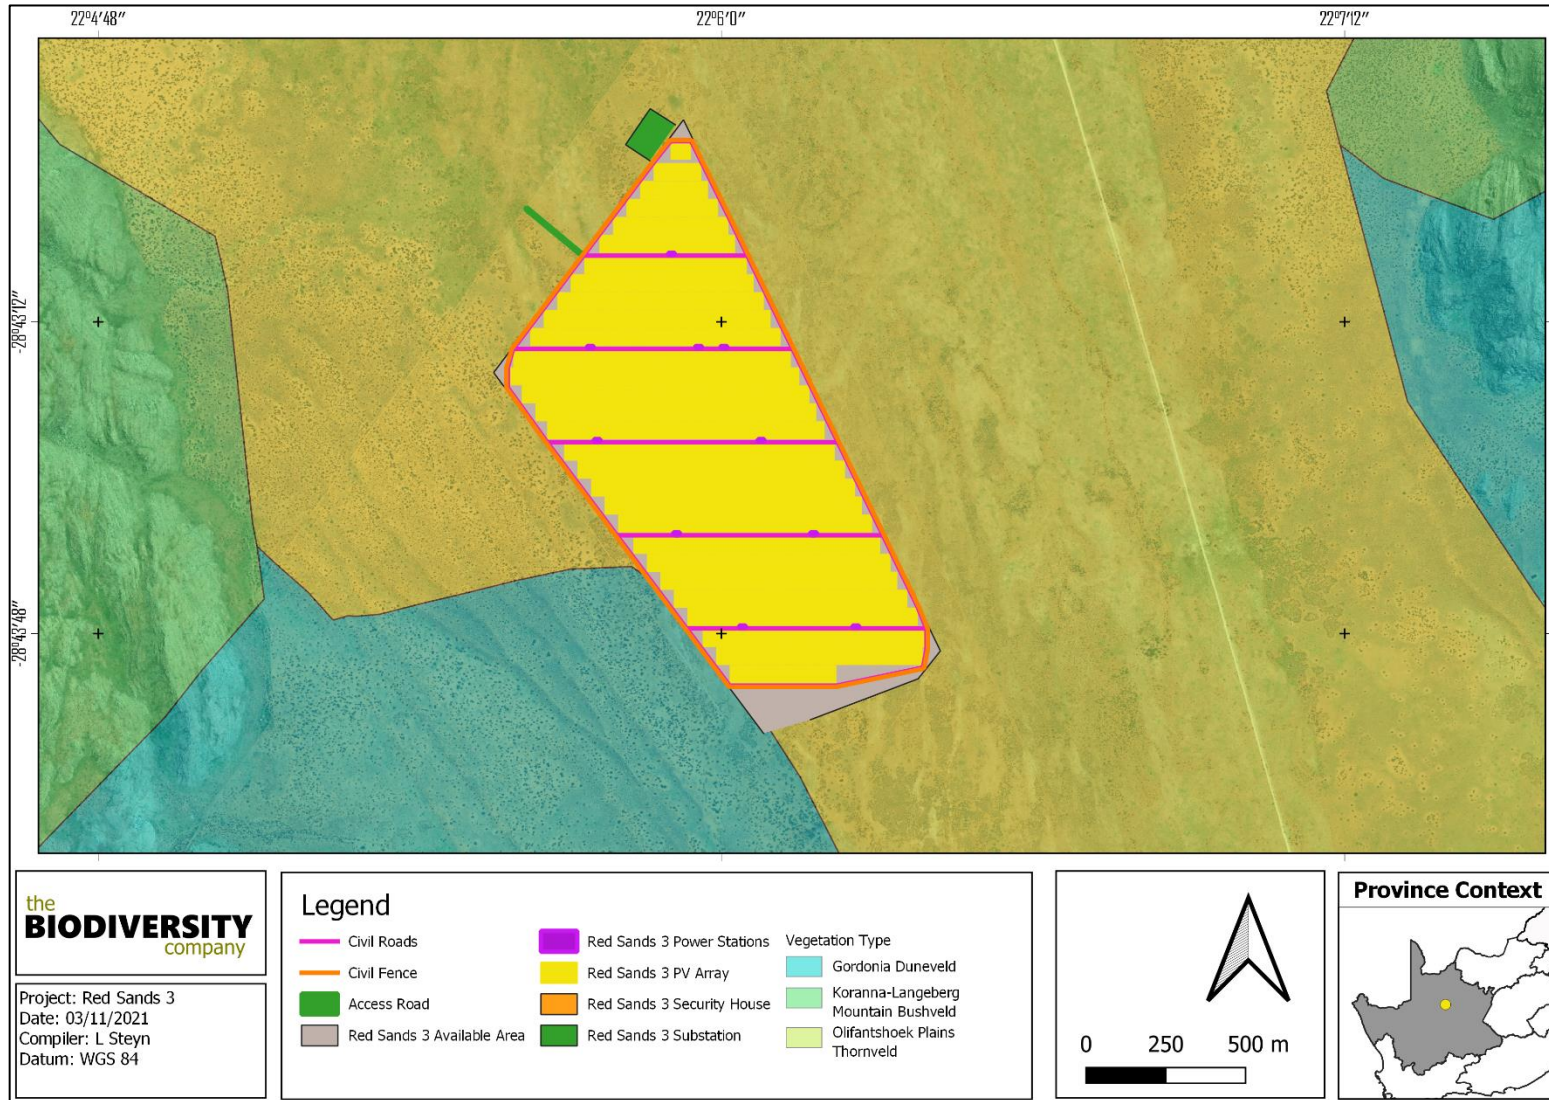 22°4'48"
22°6'0"
22°7'12"
-28°43'12"
-28°43'48"
the
BIODIVERSITY
company
Project: Red Sands 3
Date: 03/11/2021
Compiler: L Steyn
Datum: WGS 84
Legend
Civil Roads
Civil Fence
Access Road
Red Sands 3 Available Area
Red Sands 3 Power Stations
Red Sands 3 PV Array
Red Sands 3 Security House
Red Sands 3 Substation
Vegetation Type
Gordonia Duneveld
Koranna-Langeberg
Mountain Bushveld
Olifantshoek Plains
Thornveld
0 250 500 m
Province Context